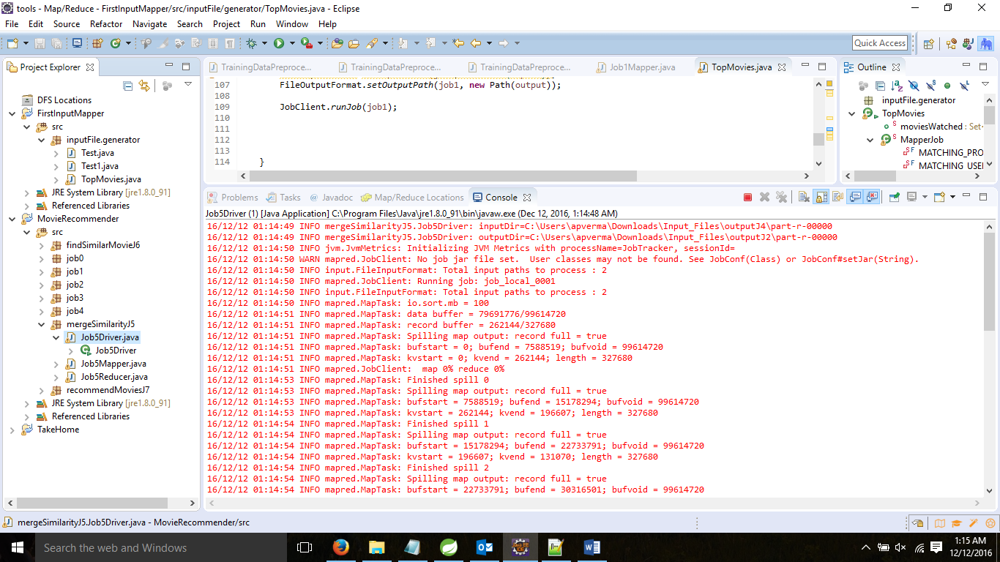 tools - Map/Reduce - FirstInputMapper/src/inputFile/generator/TopMovies.java - Eclipse
File Edit Source Refactor Navigate Search Project Run Window Help
Quick Access
Project Explorer
DFS Locations
FirstInputMapper
src
inputFile.generator
Test.java
Test1.java
TopMovies.java
JRE System Library [jre1.8.0_91]
Referenced Libraries
MovieRecommender
src
findSimilarMovieJ6
job0
job1
job2
job3
job4
mergeSimilarityJ5
Job5Driver.java
Job5Driver
Job5Mapper.java
Job5Reducer.java
recommendMoviesJ7
JRE System Library [jre1.8.0_91]
Referenced Libraries
TakeHome
TrainingDataPreproce... TrainingDataPreproce... TrainingDataPreproce... Job1Mapper.java TopMovies.java
107 FileOutputFormat.setOutputPath(job1, new Path(output));
108
109 JobClient.runJob(job1);
110
111
112
113
114 }
Outline
inputFile.generator
TopMovies
moviesWatched : Set
MapperJob
MATCHING_PRO
MATCHING_USE
Problems Tasks @ Javadoc Map/Reduce Locations Console
Job5Driver (1) [Java Application] C:\Program Files\Java\jre1.8.0_91\bin\javaw.exe (Dec 12, 2016, 1:14:48 AM)
16/12/12 01:14:49 INFO mergeSimilarityJ5.Job5Driver: inputDir=C:\Users\apverma\Downloads\Input_Files\outputJ4\part-r-00000
16/12/12 01:14:49 INFO mergeSimilarityJ5.Job5Driver: outputDir=C:\Users\apverma\Downloads\Input_Files\outputJ2\part-r-00000
16/12/12 01:14:50 INFO jvm.JvmMetrics: Initializing JVM Metrics with processName=JobTracker, sessionId=
16/12/12 01:14:50 WARN mapred.JobClient: No job jar file set.  User classes may not be found. See JobConf(Class) or JobConf#setJar(String).
16/12/12 01:14:50 INFO input.FileInputFormat: Total input paths to process : 2
16/12/12 01:14:50 INFO mapred.JobClient: Running job: job_local_0001
16/12/12 01:14:50 INFO input.FileInputFormat: Total input paths to process : 2
16/12/12 01:14:50 INFO mapred.MapTask: io.sort.mb = 100
16/12/12 01:14:51 INFO mapred.MapTask: data buffer = 79691776/99614720
16/12/12 01:14:51 INFO mapred.MapTask: record buffer = 262144/327680
16/12/12 01:14:51 INFO mapred.MapTask: Spilling map output: record full = true
16/12/12 01:14:51 INFO mapred.MapTask: bufstart = 0; bufend = 7588519; bufvoid = 99614720
16/12/12 01:14:51 INFO mapred.MapTask: kvstart = 0; kvend = 262144; length = 327680
16/12/12 01:14:51 INFO mapred.JobClient:  map 0% reduce 0%
16/12/12 01:14:53 INFO mapred.MapTask: Finished spill 0
16/12/12 01:14:53 INFO mapred.MapTask: Spilling map output: record full = true
16/12/12 01:14:53 INFO mapred.MapTask: bufstart = 7588519; bufend = 15178294; bufvoid = 99614720
16/12/12 01:14:53 INFO mapred.MapTask: kvstart = 262144; kvend = 196607; length = 327680
16/12/12 01:14:54 INFO mapred.MapTask: Finished spill 1
16/12/12 01:14:54 INFO mapred.MapTask: Spilling map output: record full = true
16/12/12 01:14:54 INFO mapred.MapTask: bufstart = 15178294; bufend = 22733791; bufvoid = 99614720
16/12/12 01:14:54 INFO mapred.MapTask: kvstart = 196607; kvend = 131070; length = 327680
16/12/12 01:14:54 INFO mapred.MapTask: Finished spill 2
16/12/12 01:14:54 INFO mapred.MapTask: Spilling map output: record full = true
16/12/12 01:14:54 INFO mapred.MapTask: bufstart = 22733791; bufend = 30316501; bufvoid = 99614720
mergeSimilarityJ5.Job5Driver.java - MovieRecommender/src
Search the web and Windows
1:15 AM
12/12/2016